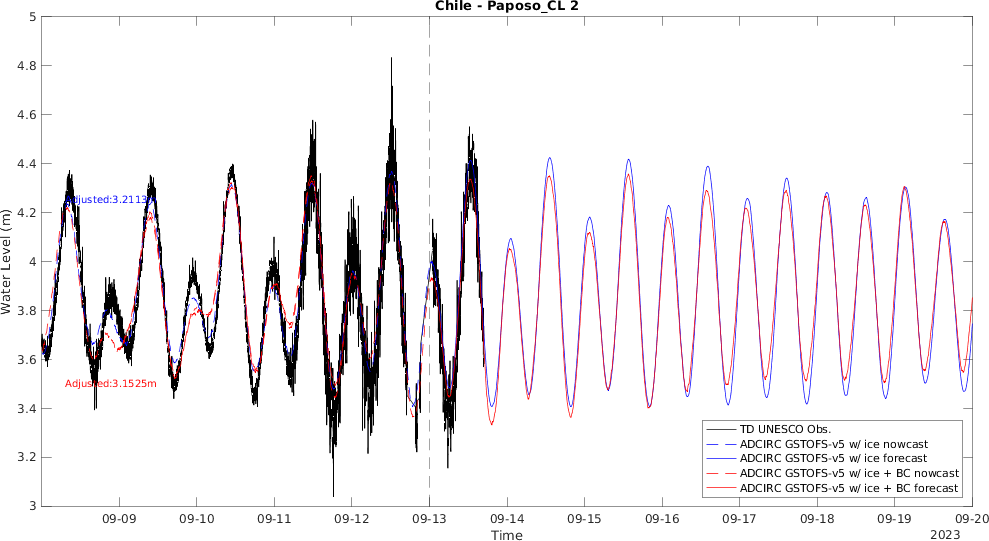 Chile - Paposo_CL 2
Water Level (m)
5
4.8
4.6
4.4
4.2
4
3.8
3.6
3.4
3.2
3
Adjusted:3.2113m
Adjusted:3.1525m
TD UNESCO Obs.
ADCIRC GSTOFS-v5 w/ ice nowcast
ADCIRC GSTOFS-v5 w/ ice forecast
ADCIRC GSTOFS-v5 w/ ice + BC nowcast
ADCIRC GSTOFS-v5 w/ ice + BC forecast
09-09 09-10 09-11 09-12 09-13 09-14 09-15 09-16 09-17 09-18 09-19 09-20
Time
2023